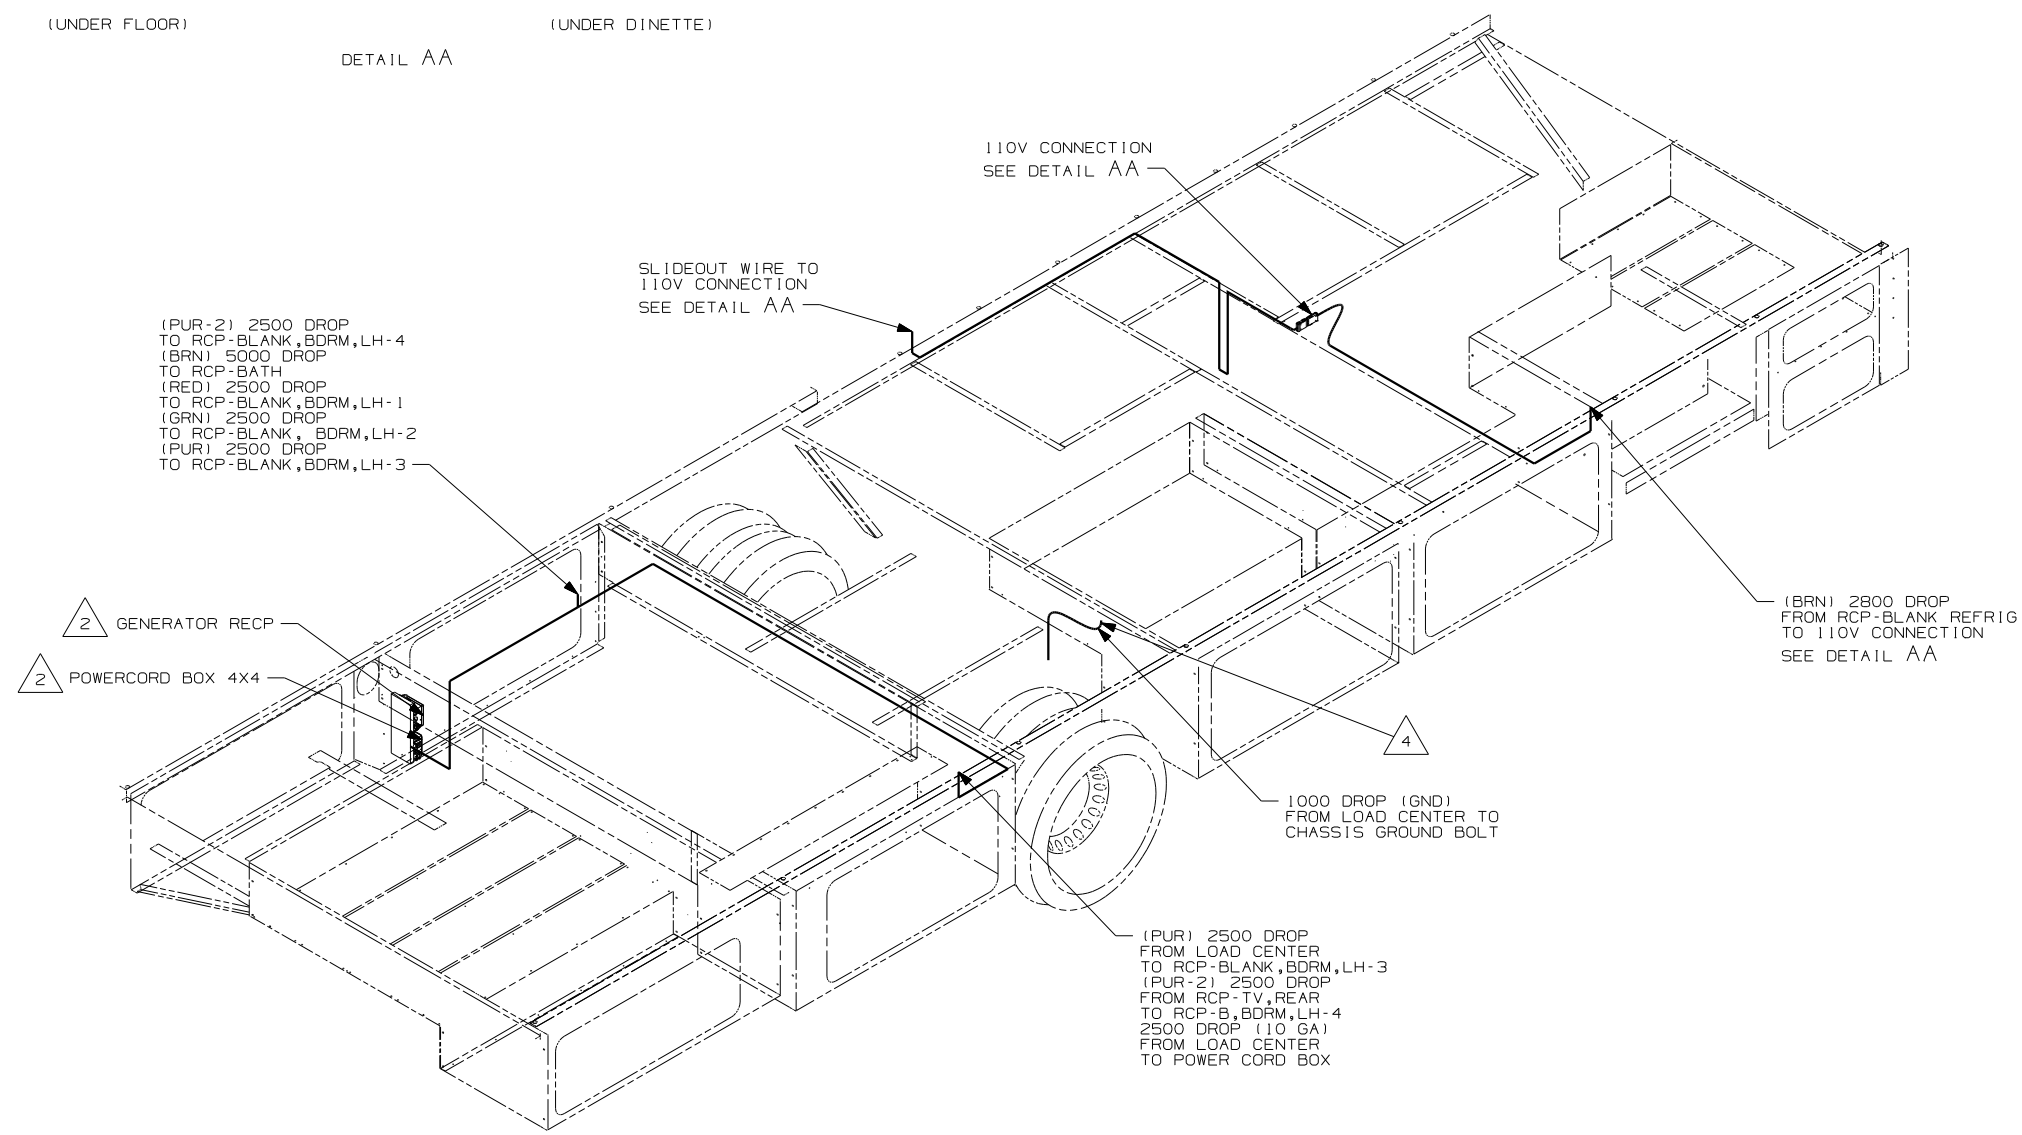 (UNDER FLOOR)
(UNDER DINETTE)
DETAIL AA
110V CONNECTION
SEE DETAIL AA
SLIDEOUT WIRE TO
110V CONNECTION
SEE DETAIL AA
(PUR-2) 2500 DROP
TO RCP-BLANK,BDRM,LH-4
(BRN) 5000 DROP
TO RCP-BATH
(RED) 2500 DROP
TO RCP-BLANK,BDRM,LH-1
(GRN) 2500 DROP
TO RCP-BLANK, BDRM,LH-2
(PUR) 2500 DROP
TO RCP-BLANK,BDRM,LH-3
2 GENERATOR RECP
2 POWERCORD BOX 4X4
(BRN) 2800 DROP
FROM RCP-BLANK REFRIG
TO 110V CONNECTION
SEE DETAIL AA
4
1000 DROP (GND)
FROM LOAD CENTER TO
CHASSIS GROUND BOLT
(PUR) 2500 DROP
FROM LOAD CENTER
TO RCP-BLANK,BDRM,LH-3
(PUR-2) 2500 DROP
FROM RCP-TV,REAR
TO RCP-B,BDRM,LH-4
2500 DROP (10 GA)
FROM LOAD CENTER
TO POWER CORD BOX